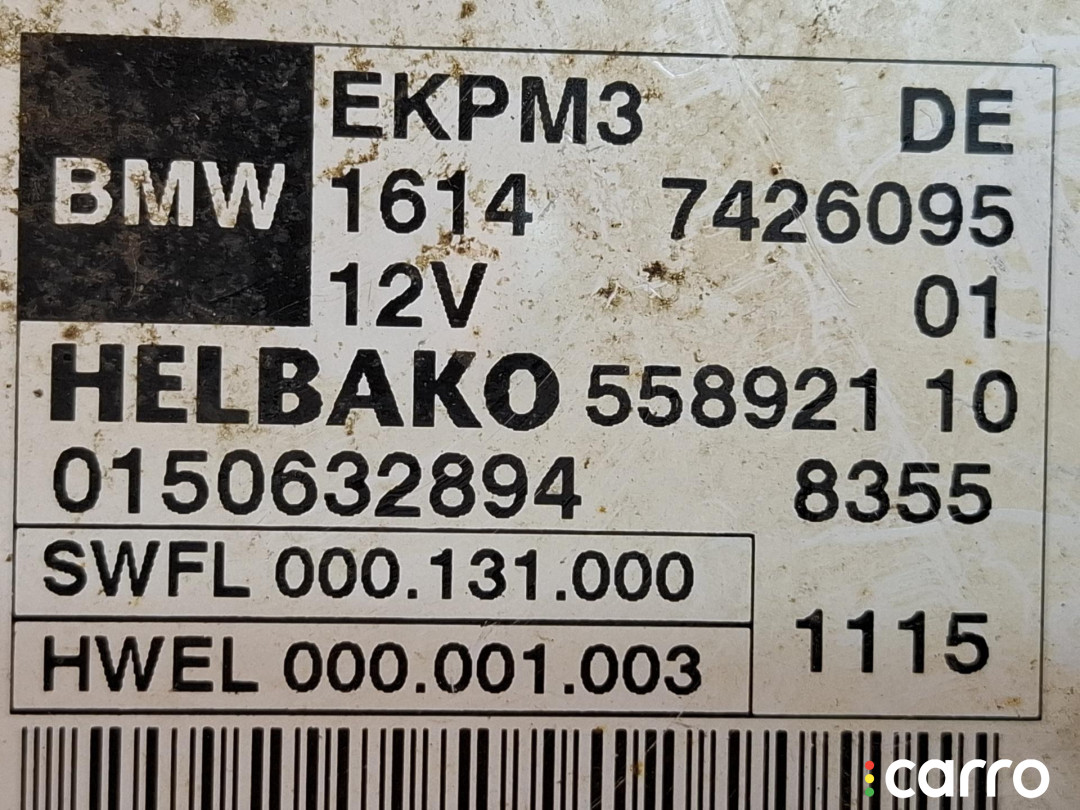 EKPM3 DE
BMW 1614 7426095
12V 01
HELBAKO 558921 10
0150632894 8355
SWFL 000.131.000
HWEL 000.001.003 1115
carro